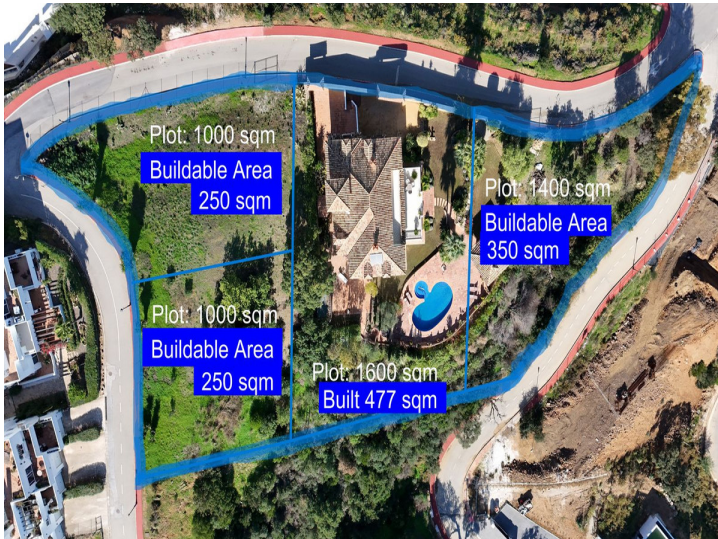 Plot: 1000 sqm
Buildable Area
250 sqm
Plot: 1400 sqm
Buildable Area
350 sqm
Plot: 1000 sqm
Buildable Area
250 sqm
Plot: 1600 sqm
Built 477 sqm